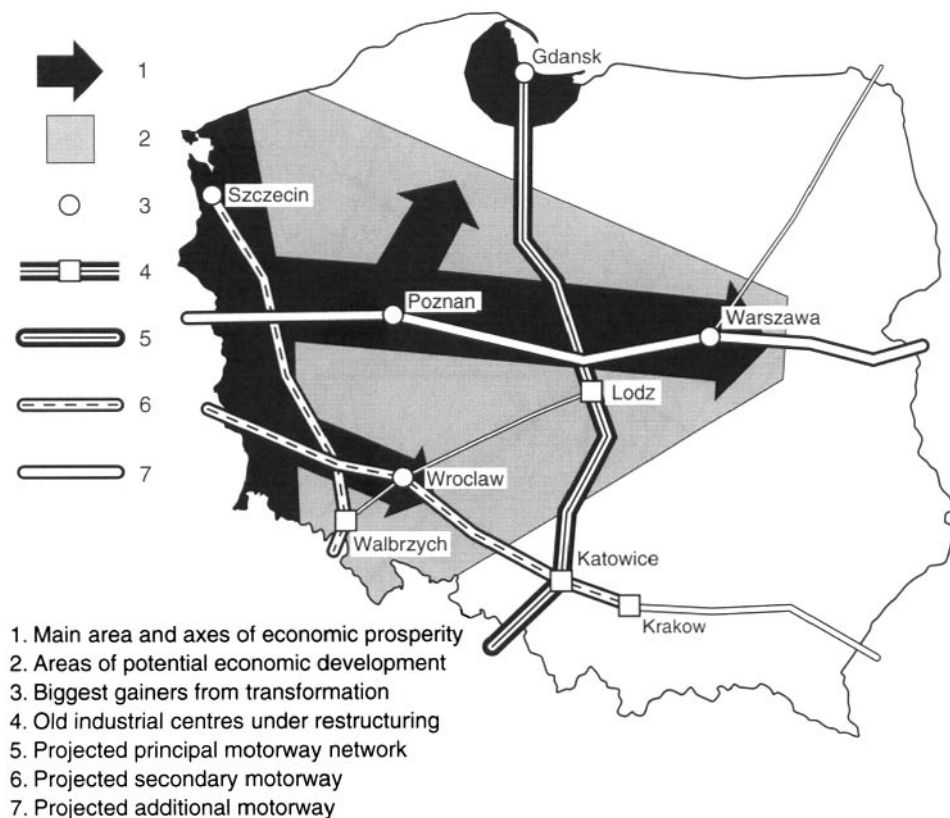 Gdansk
1
2
Szczecin
3
4
Poznan
Warszawa
5
Lodz
6
7
Wroclaw
Walbrzych
Katowice
Krakow
1. Main area and axes of economic prosperity
2. Areas of potential economic development
3. Biggest gainers from transformation
4. Old industrial centres under restructuring
5. Projected principal motorway network
6. Projected secondary motorway
7. Projected additional motorway